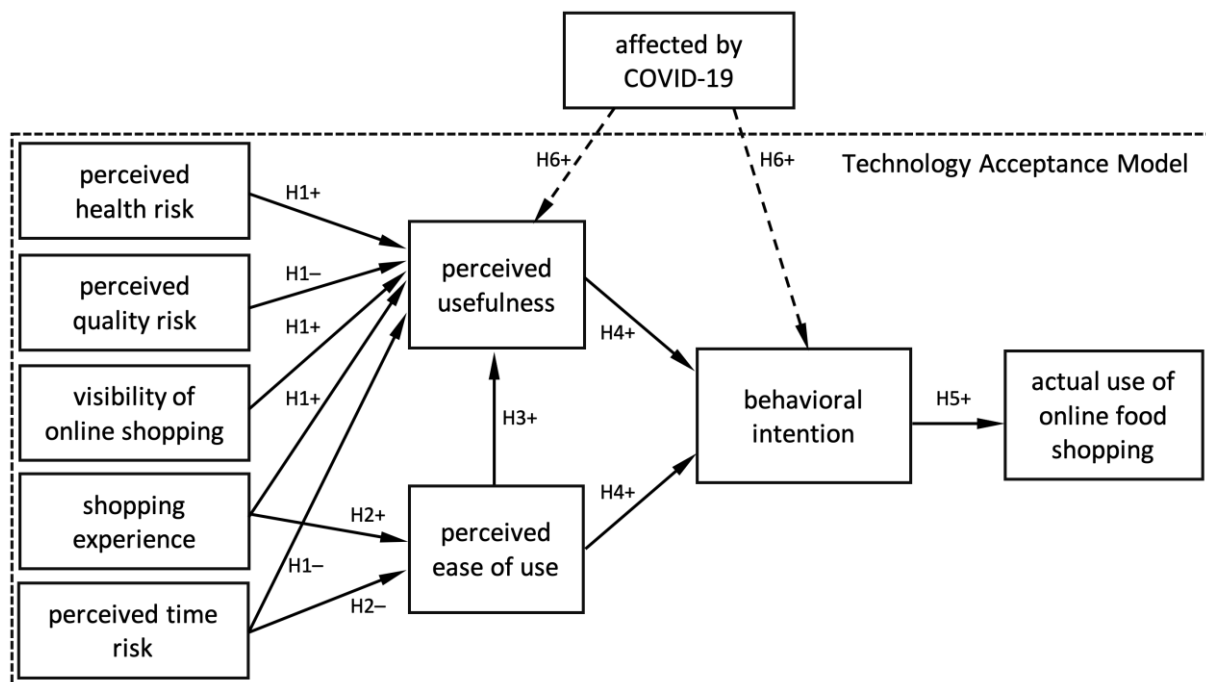 affected by
COVID-19
H6+
H6+
Technology Acceptance Model
perceived
health risk
H1+
perceived
quality risk
H1–
visibility of
online shopping
H1+
shopping
experience
H1+
H2+
perceived time
risk
H1–
H2–
perceived
usefulness
H3+
perceived
ease of use
H4+
H4+
behavioral
intention
H5+
actual use of
online food
shopping